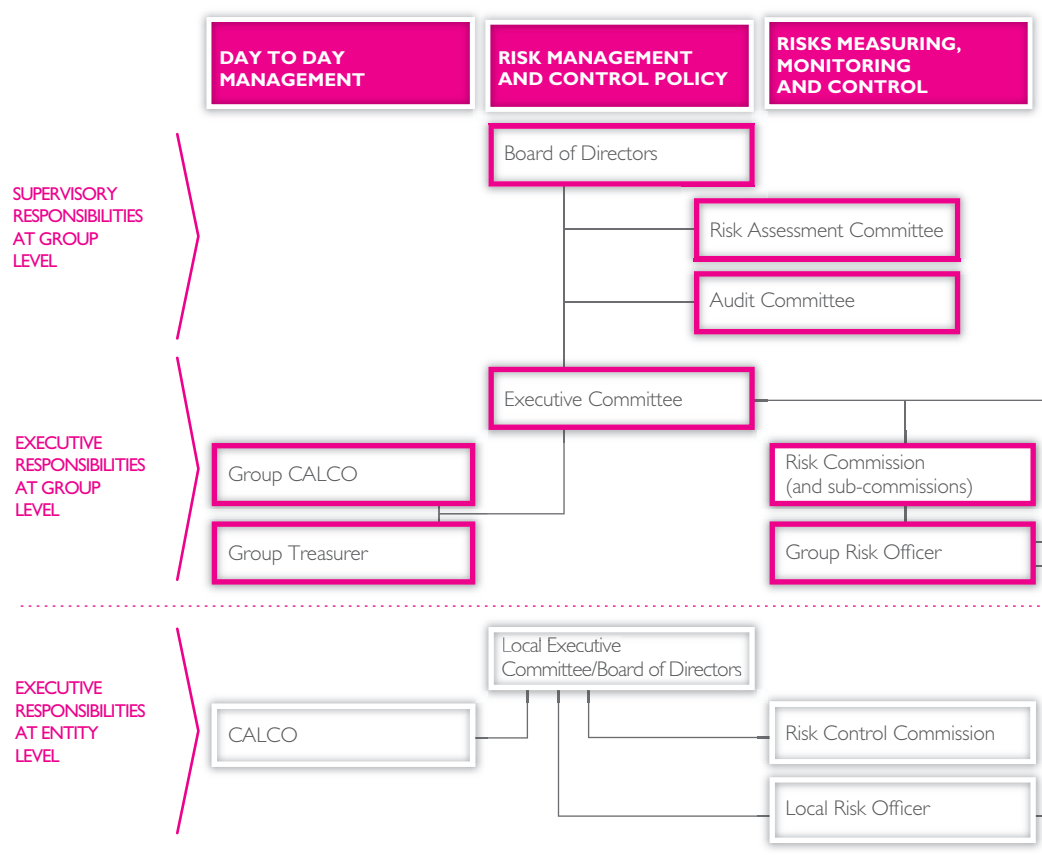 DAY TO DAY
MANAGEMENT
RISK MANAGEMENT
AND CONTROL POLICY
RISKS MEASURING,
MONITORING
AND CONTROL
SUPERVISORY
RESPONSIBILITIES
AT GROUP
LEVEL
Board of Directors
Risk Assessment Committee
Audit Committee
EXECUTIVE
RESPONSIBILITIES
AT GROUP
LEVEL
Executive Committee
Group CALCO
Risk Commission
(and sub-commissions)
Group Treasurer
Group Risk Officer
EXECUTIVE
RESPONSIBILITIES
AT ENTITY
LEVEL
Local Executive
Committee/Board of Directors
CALCO
Risk Control Commission
Local Risk Officer